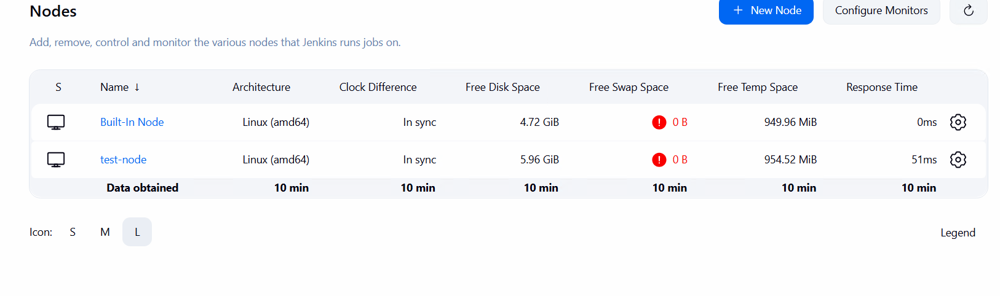 Nodes
+ New Node
Configure Monitors
Add, remove, control and monitor the various nodes that Jenkins runs jobs on.
S Name ↓ Architecture Clock Difference Free Disk Space Free Swap Space Free Temp Space Response Time
Built-In Node Linux (amd64) In sync 4.72 GiB ! 0 B 949.96 MiB 0ms
test-node Linux (amd64) In sync 5.96 GiB ! 0 B 954.52 MiB 51ms
Data obtained 10 min 10 min 10 min 10 min 10 min 10 min
Icon: S M L
Legend